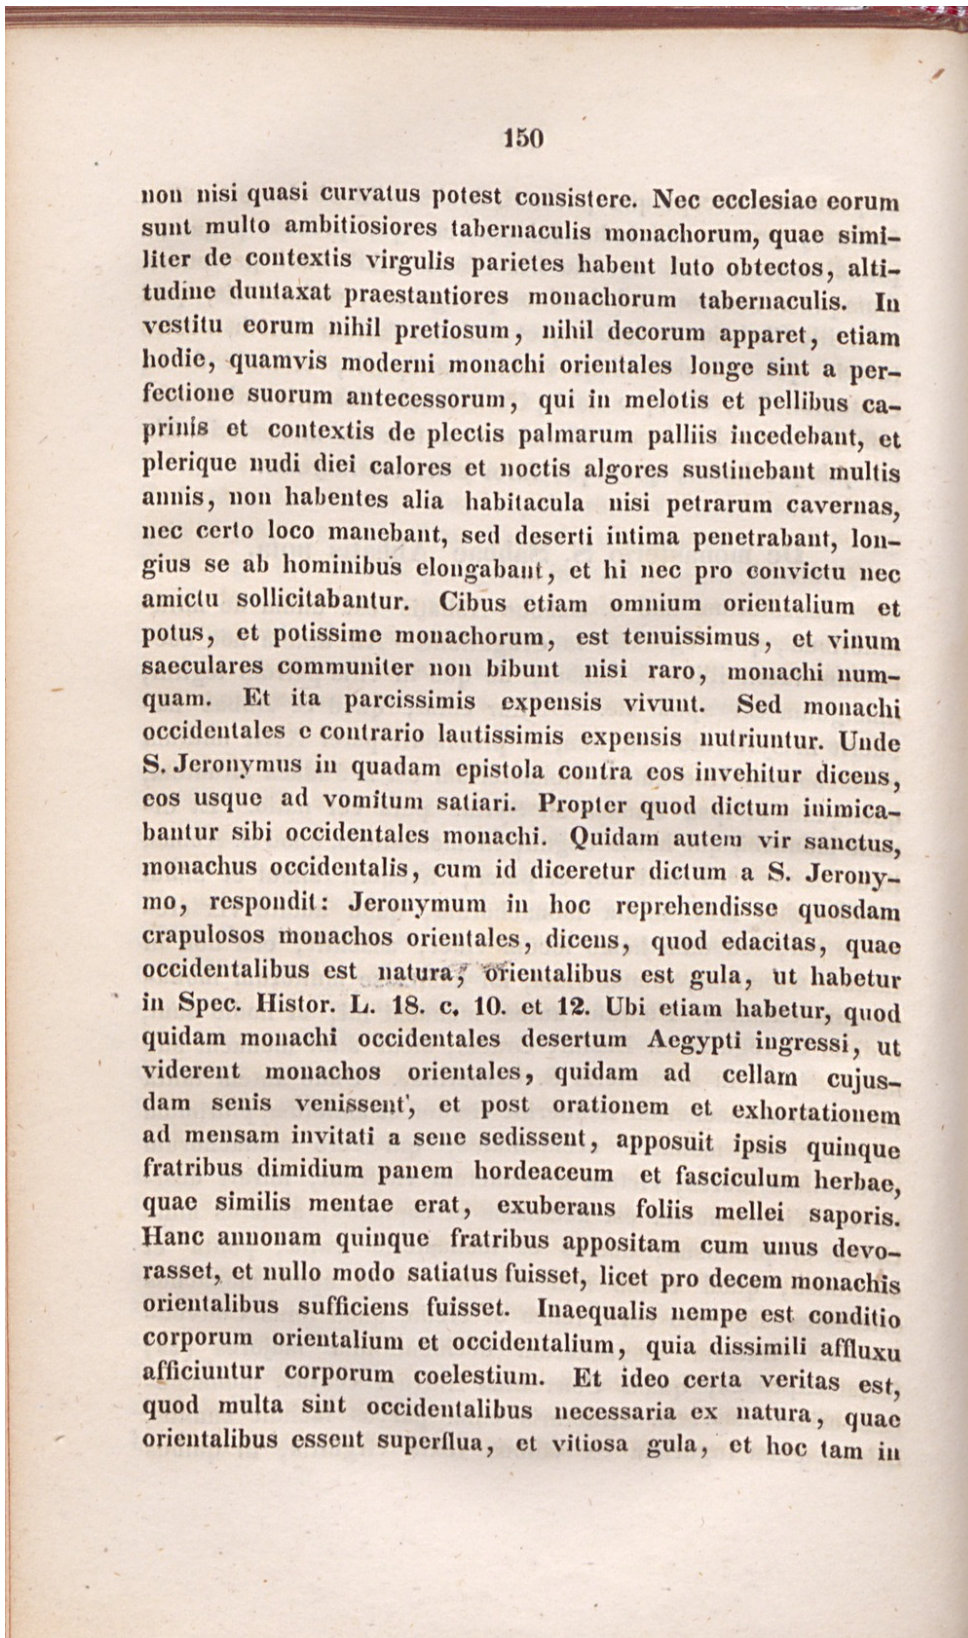 150
non nisi quasi curvatus potest consistere. Nec ecclesiae eorum
sunt multo ambitiosiores tabernaculis monachorum, quae simi-
liter de contextis virgulis parietes habent luto obtectos, alti-
tudine duntaxat praestantiores monachorum tabernaculis. In
vestitu eorum nihil pretiosum, nihil decorum apparet, etiam
hodie, quamvis moderni monachi orientales longe sint a per-
fectione suorum antecessorum, qui in melotis et pellibus ca-
prinis et contextis de plectis palmarum palliis incedebant, et
plerique nudi diei calores et noctis algores sustinebant multis
annis, non habentes alia habitacula nisi petrarum cavernas,
nec certo loco manebant, sed deserti intima penetrabant, lon-
gius se ab hominibus elongabant, et hi nec pro convictu nec
amictu sollicitabantur. Cibus etiam omnium orientalium et
potus, et potissime monachorum, est tenuissimus, et vinum
saeculares communiter non bibunt nisi raro, monachi num-
quam. Et ita parcissimis expensis vivunt. Sed monachi
occidentales e contrario lautissimis expensis nutriuntur. Unde
S. Jeronymus in quadam epistola contra eos invehitur dicens,
eos usque ad vomitum satiari. Propter quod dictum inimica-
bantur sibi occidentales monachi. Quidam autem vir sanctus,
monachus occidentalis, cum id diceretur dictum a S. Jerony-
mo, respondit: Jeronymum in hoc reprehendisse quosdam
crapulosos monachos orientales, dicens, quod edacitas, quae
occidentalibus est natura, orientalibus est gula, ut habetur
in Spec. Histor. L. 18. c. 10. et 12. Ubi etiam habetur, quod
quidam monachi occidentales desertum Aegypti ingressi, ut
viderent monachos orientales, quidam ad cellam cujus-
dam senis venissent, et post orationem et exhortationem
ad mensam invitati a sene sedissent, apposuit ipsis quinque
fratribus dimidium panem hordeaceum et fasciculum herbae,
quae similis mentae erat, exuberans foliis mellei saporis.
Hanc annonam quinque fratribus appositam cum unus devo-
rasset, et nullo modo satiatus fuisset, licet pro decem monachis
orientalibus sufficiens fuisset. Inaequalis nempe est conditio
corporum orientalium et occidentalium, quia dissimili affluxu
afficiuntur corporum coelestium. Et ideo certa veritas est,
quod multa sint occidentalibus necessaria ex natura, quae
orientalibus essent superflua, et vitiosa gula, et hoc tam in